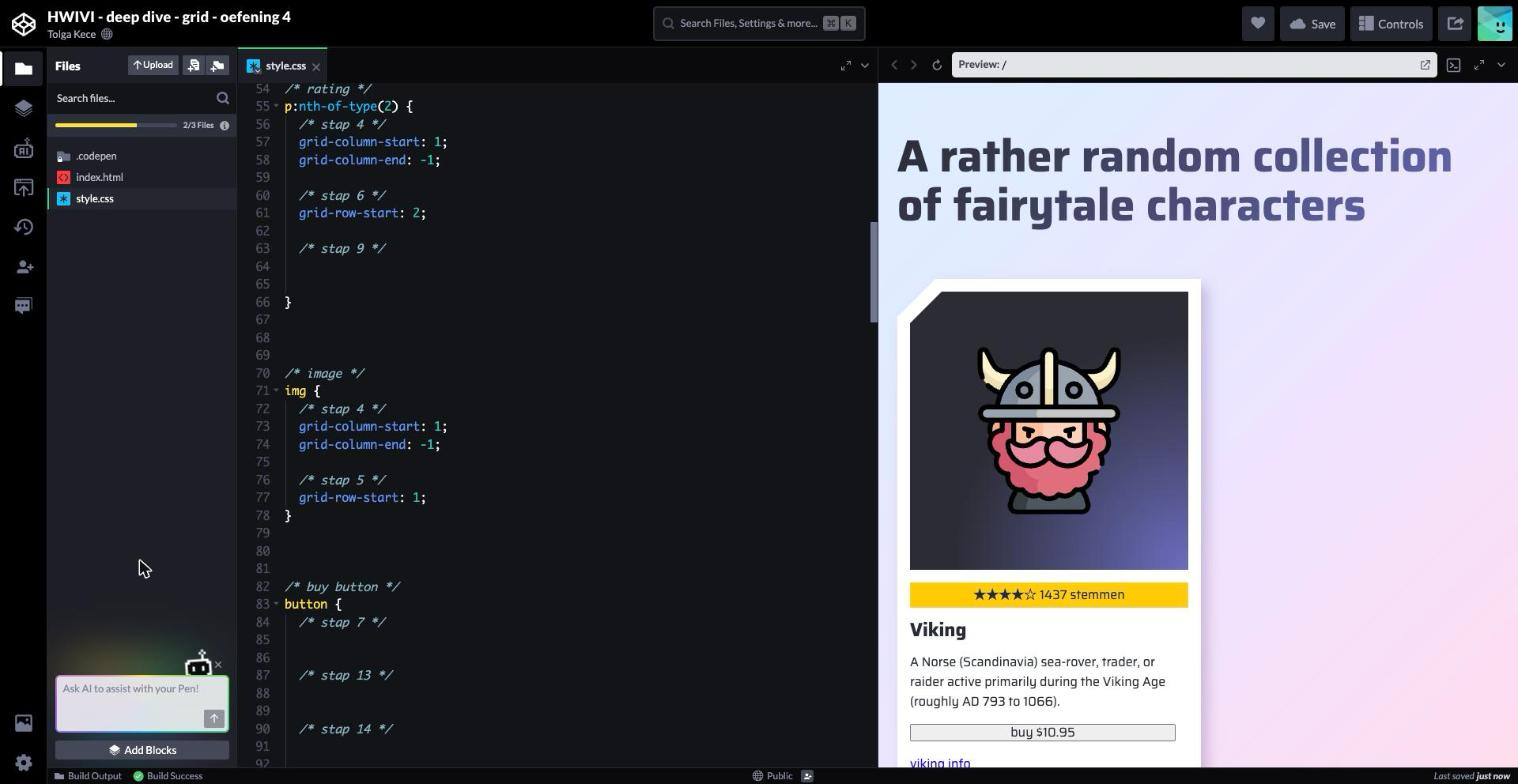 HWIVI - deep dive - grid - oefening 4
Tolga Kece
Search Files, Settings & more... ⌘ K
Save
Controls
Files
Upload
style.css
Preview: /
Search files...
2/3 Files
.codepen
index.html
style.css
54 /* rating */
55 p:nth-of-type(2) {
56 /* stap 4 */
57 grid-column-start: 1;
58 grid-column-end: -1;
59
60 /* stap 6 */
61 grid-row-start: 2;
62
63 /* stap 9 */
64
65
66 }
67
68
69
70 /* image */
71 img {
72 /* stap 4 */
73 grid-column-start: 1;
74 grid-column-end: -1;
75
76 /* stap 5 */
77 grid-row-start: 1;
78 }
79
80
81
82 /* buy button */
83 button {
84 /* stap 7 */
85
86
87 /* stap 13 */
88
89
90 /* stap 14 */
91
92
A rather random collection
of fairytale characters
★★★★☆ 1437 stemmen
Viking
A Norse (Scandinavia) sea-rover, trader, or
raider active primarily during the Viking Age
(roughly AD 793 to 1066).
buy $10.95
viking info
AI
Ask AI to assist with your Pen!
Add Blocks
Build Output
Build Success
Public
Last saved just now